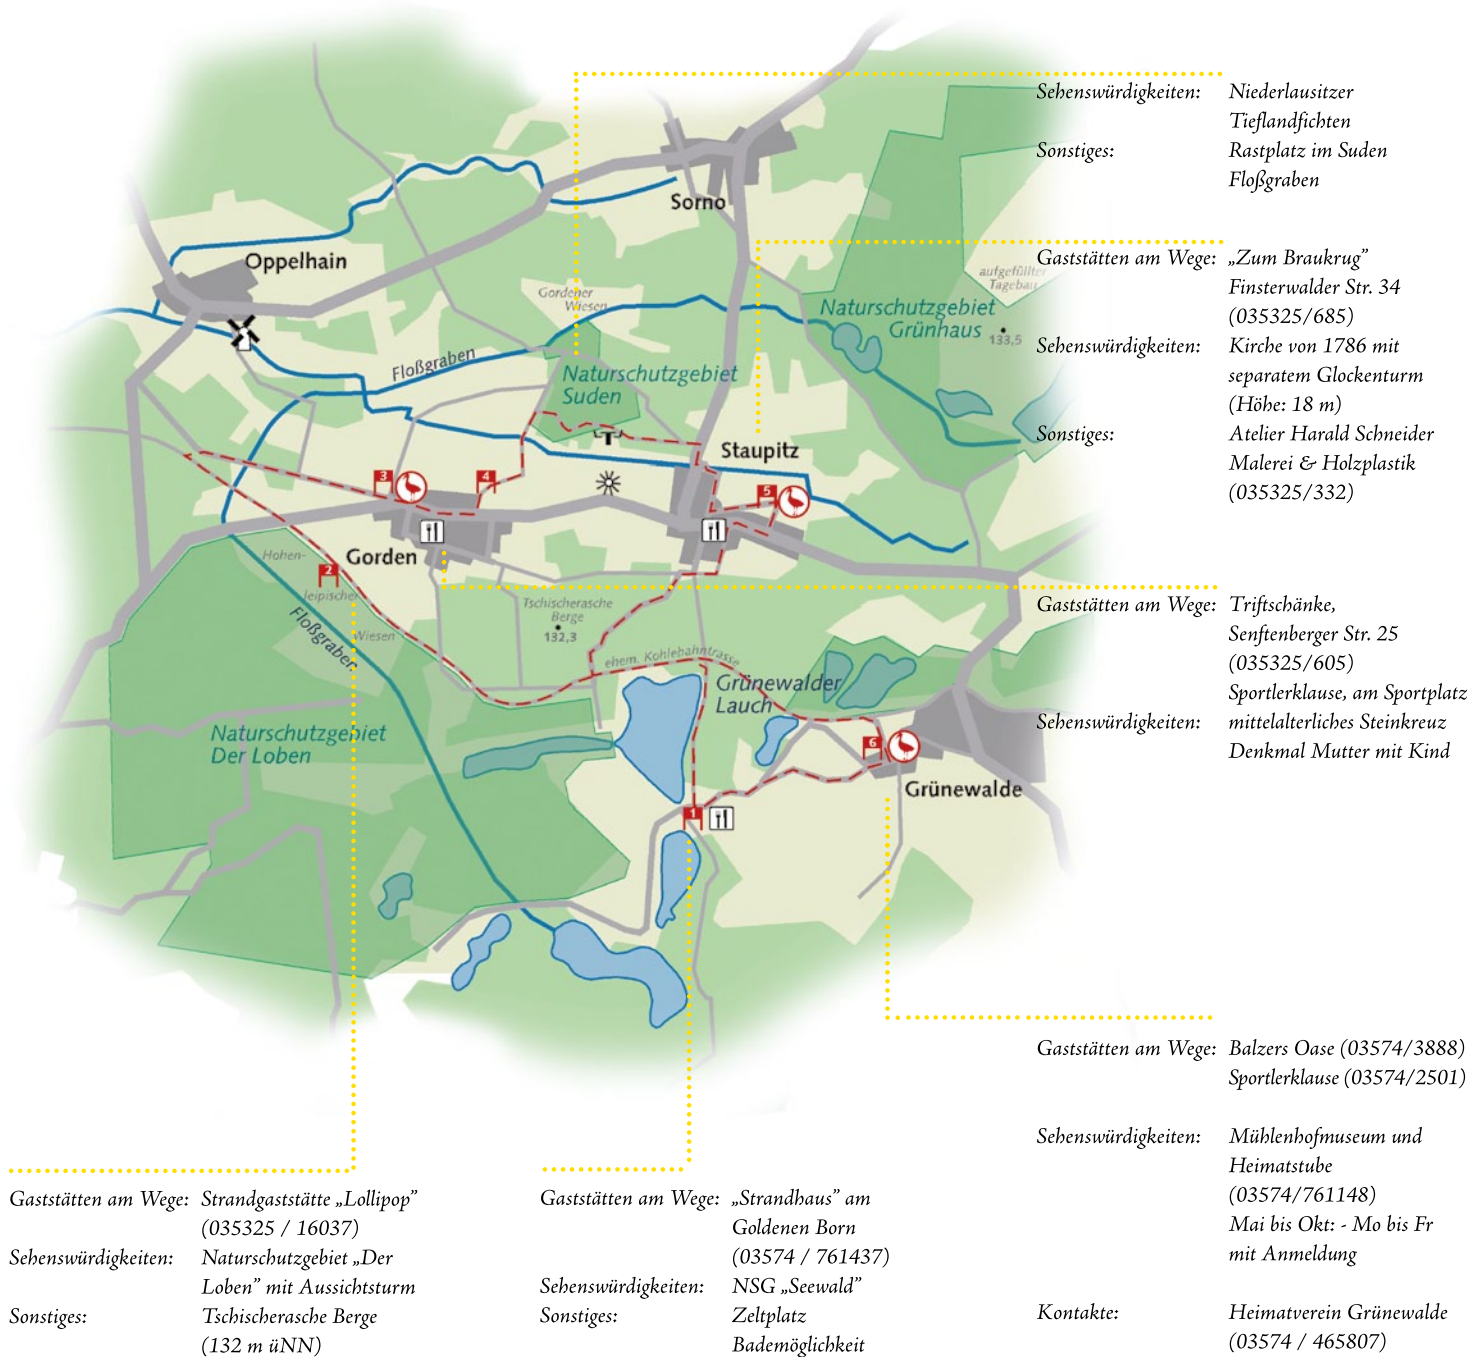 Sehenswürdigkeiten: Niederlausitzer
Tieflandfichten
Sonstiges: Rastplatz im Suden
Floßgraben
Sorno
Oppelhain
Gaststätten am Wege: „Zum Braukrug”
Finsterwalder Str. 34
(035325/685)
Sehenswürdigkeiten: Kirche von 1786 mit
separatem Glockenturm
(Höhe: 18 m)
Sonstiges: Atelier Harald Schneider
Malerei & Holzplastik
(035325/332)
aufgefüllter
Tagebau
133,5
Gordener
Wiesen
Naturschutzgebiet
Grünhaus
Floßgraben
Naturschutzgebiet
Suden
Staupitz
3
4
5
Gorden
Hohen-
leipischer
Wiesen
2
Floßgraben
Tschischerasche
Berge
132,3
Gaststätten am Wege: Triftschänke,
Senftenberger Str. 25
(035325/605)
Sportlerklause, am Sportplatz
Sehenswürdigkeiten: mittelalterliches Steinkreuz
Denkmal Mutter mit Kind
ehem. Kohlebahntrasse
Grünewalder
Lauch
Naturschutzgebiet
Der Loben
6
Grünewalde
1
Gaststätten am Wege: Balzers Oase (03574/3888)
Sportlerklause (03574/2501)
Sehenswürdigkeiten: Mühlenhofmuseum und
Heimatstube
(03574/761148)
Mai bis Okt: - Mo bis Fr
mit Anmeldung
Kontakte: Heimatverein Grünewalde
(03574 / 465807)
Gaststätten am Wege: Strandgaststätte „Lollipop”
(035325 / 16037)
Sehenswürdigkeiten: Naturschutzgebiet „Der
Loben” mit Aussichtsturm
Sonstiges: Tschischerasche Berge
(132 m üNN)
Gaststätten am Wege: „Strandhaus” am
Goldenen Born
(03574 / 761437)
Sehenswürdigkeiten: NSG „Seewald”
Sonstiges: Zeltplatz
Bademöglichkeit